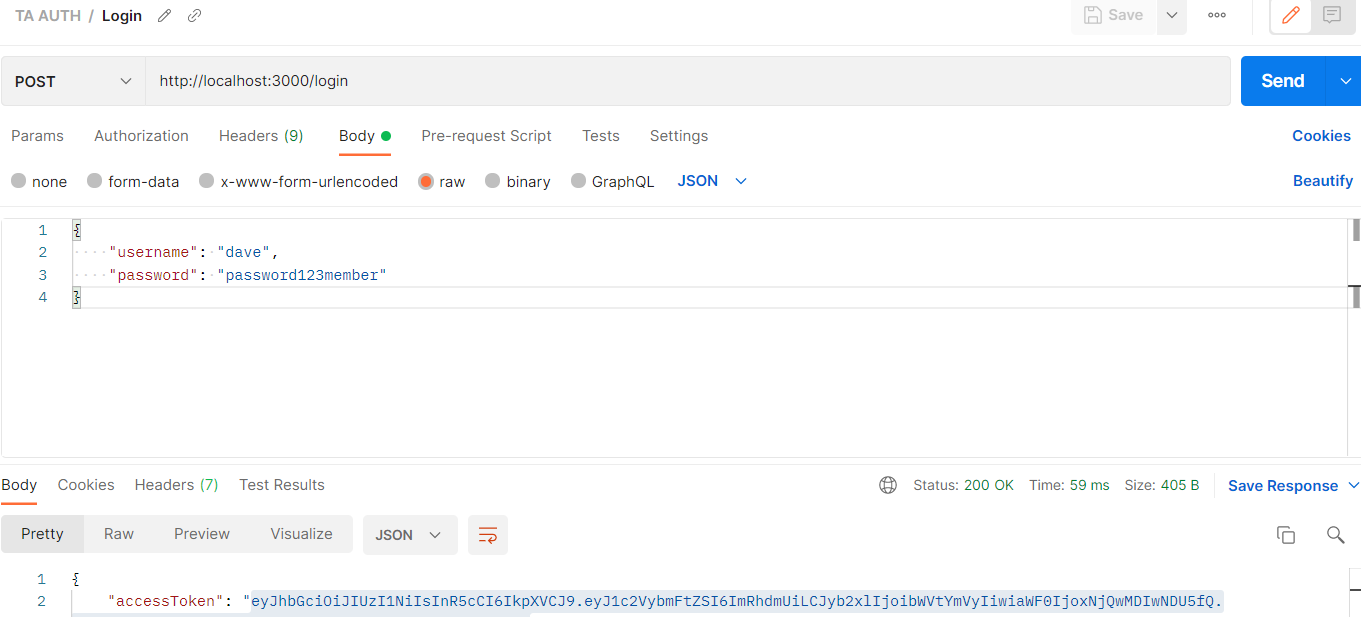 TA AUTH / Login
Save
POST http://localhost:3000/login Send
Params Authorization Headers (9) Body Pre-request Script Tests Settings Cookies
none form-data x-www-form-urlencoded raw binary GraphQL JSON Beautify
1 {
2 "username": "dave",
3 "password": "password123member"
4 }
Body Cookies Headers (7) Test Results Status: 200 OK Time: 59 ms Size: 405 B Save Response
Pretty Raw Preview Visualize JSON
1 {
2 "accessToken": "eyJhbGciOiJIUzI1NiIsInR5cCI6IkpXVCJ9.eyJ1c2VybmFtZSI6ImRhdmUiLCJyb2xlIjoibWVtYmVyIiwiaWF0IjoxNjQwMDIwNDU5fQ.